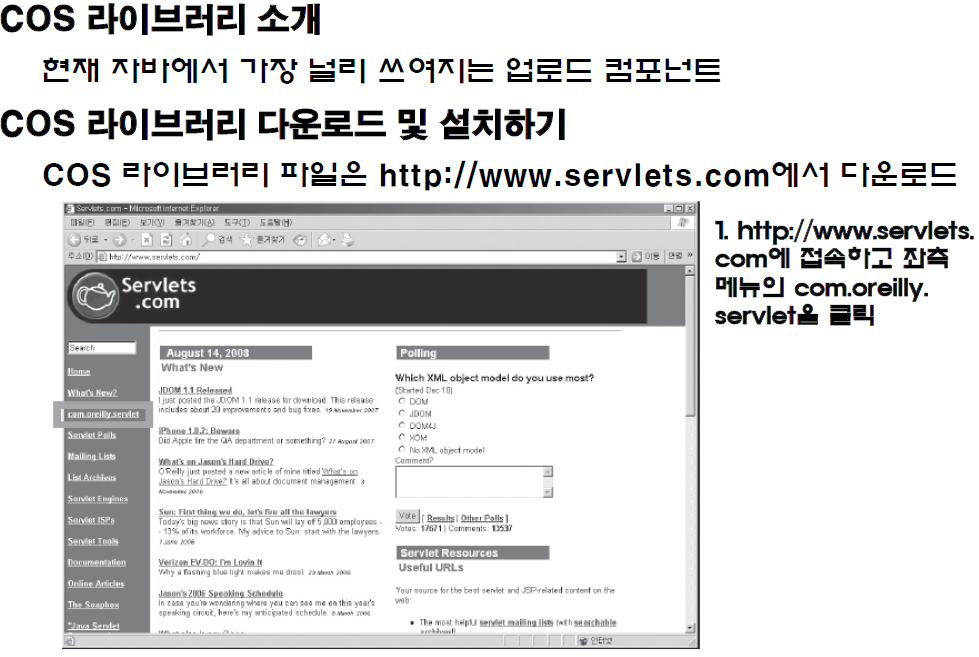 COS 라이브러리 소개
현재 자바에서 가장 널리 쓰여지는 업로드 컴포넌트
COS 라이브러리 다운로드 및 설치하기
COS 라이브러리 파일은 http://www.servlets.com에서 다운로드
Servlets.com - Microsoft Internet Explorer
파일(F) 편집(E) 보기(V) 즐겨찾기(A) 도구(T) 도움말(H)
뒤로 검색 즐겨찾기
주소(D) http://www.servlets.com/ 이동 연결 »
Servlets
.com
Search
Home
What's New?
com.oreilly.servlet
Servlet Polls
Mailing Lists
List Archives
Servlet Engines
Servlet ISPs
Servlet Tools
Documentation
Online Articles
The Soapbox
"Java Servlet
August 14, 2008
What's New
JDOM 1.1 Released
I just posted the JDOM 1.1 release for download. This release
includes about 20 improvements and bug fixes. 19 November 2007
iPhone 1.0.2: Beware
Did Apple fire the QA department or something? 27 August 2007
What's on Jason's Hard Drive?
O'Reilly just posted a new article of mine titled What's on
Jason's Hard Drive? It's all about document management. 3
November 2006
Sun: First thing we do, let's fire all the lawyers
Today's big news story is that Sun will lay off 5,000 employees -
- 13% of its workforce. My advice to Sun: start with the lawyers.
1 June 2006
Verizon EV-DO: I'm Lovin It
Why a flashing blue light makes me drool. 29 March 2006
Jason's 2006 Speaking Schedule
In case you're wondering where you can see me on this year's
speaking circuit, here's my anticipated schedule. 8 March 2006
Polling
Which XML object model do you use most?
(Started Dec 10)
DOM
JDOM
DOM4J
XOM
No XML object model
Comment?
Vote [ Results | Other Polls ]
Votes: 17671 | Comments: 13537
Servlet Resources
Useful URLs
Your source for the best servlet and JSP-related content on the
web:
• The most helpful servlet mailing lists (with searchable
archives!)
인터넷
1. http://www.servlets.
com에 접속하고 좌측
메뉴의 com.oreilly.
servlet을 클릭